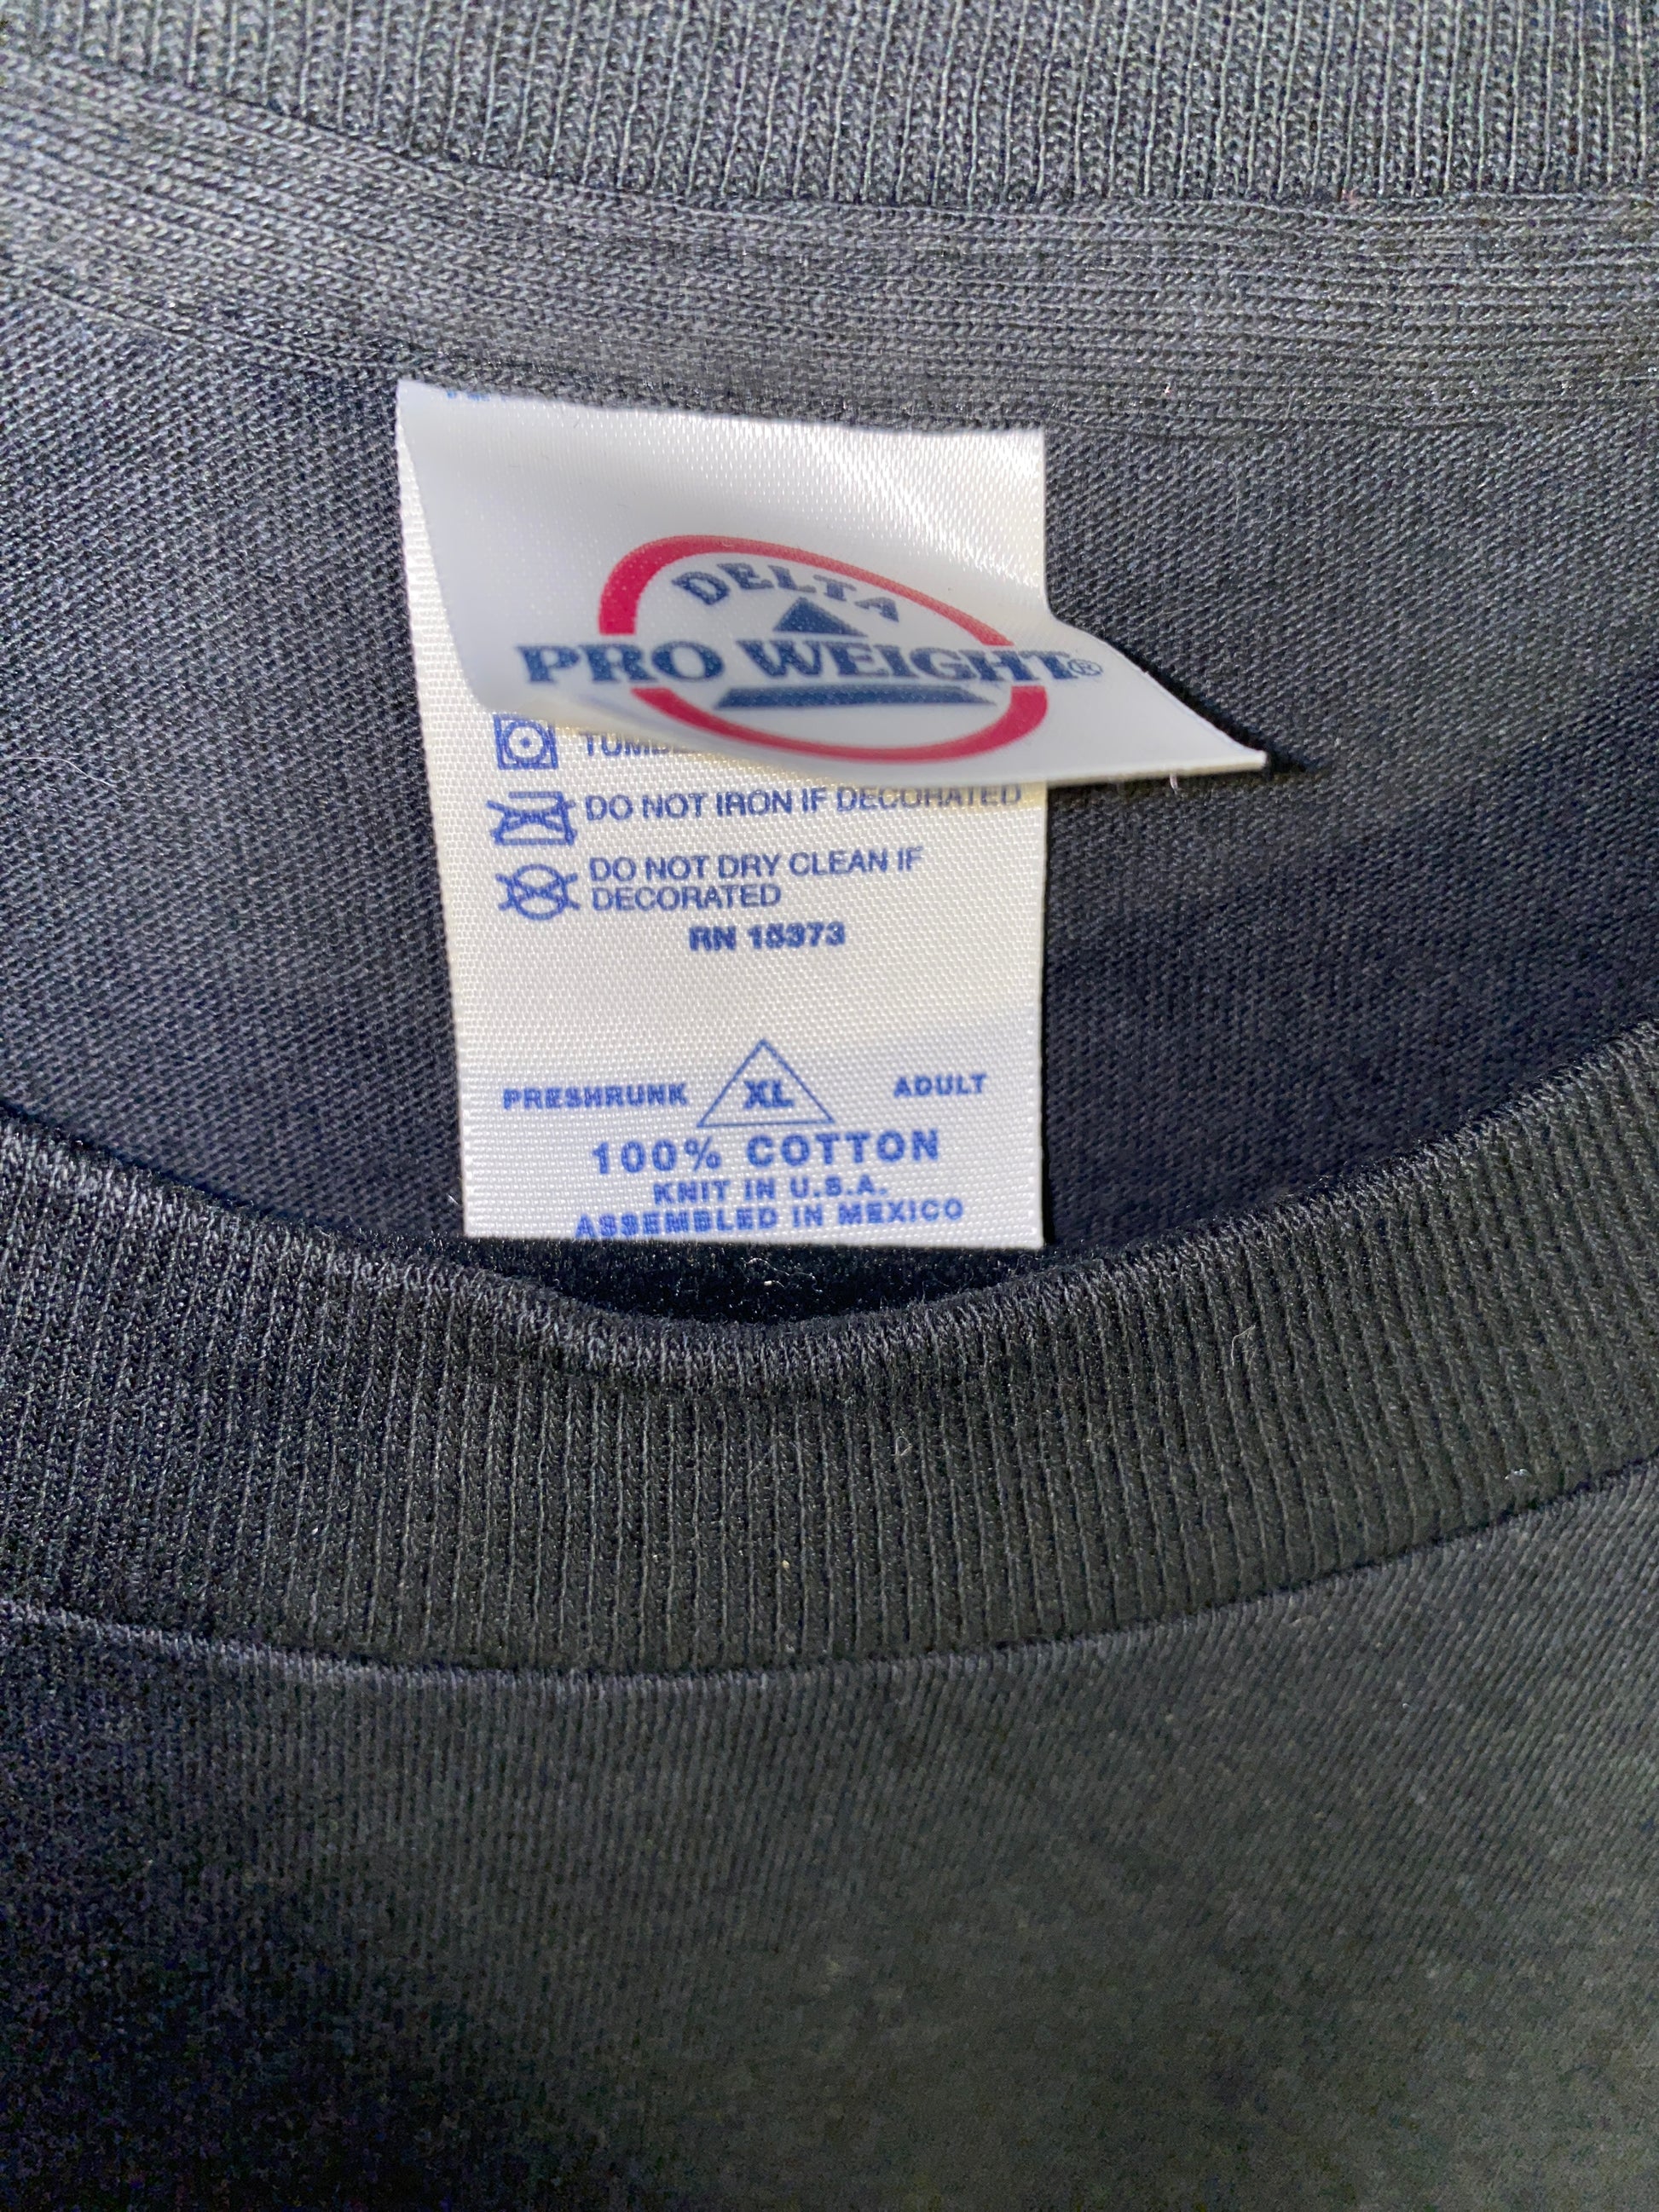 DELTA
PRO WEIGHT®
DO NOT IRON IF DECORATED
DO NOT DRY CLEAN IF
DECORATED
RN 15373
PRESHRUNK XL ADULT
100% COTTON
KNIT IN U.S.A.
ASSEMBLED IN MEXICO